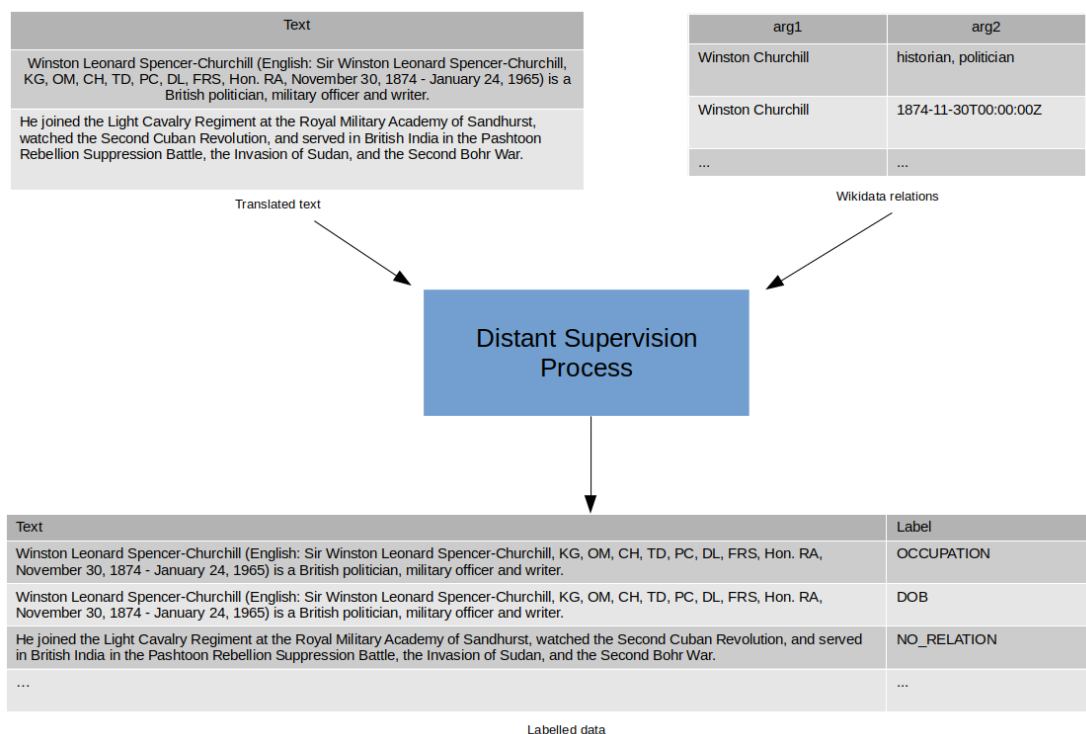 Text
Winston Leonard Spencer-Churchill (English: Sir Winston Leonard Spencer-Churchill,
KG, OM, CH, TD, PC, DL, FRS, Hon. RA, November 30, 1874 - January 24, 1965) is a
British politician, military officer and writer.
He joined the Light Cavalry Regiment at the Royal Military Academy of Sandhurst,
watched the Second Cuban Revolution, and served in British India in the Pashtoon
Rebellion Suppression Battle, the Invasion of Sudan, and the Second Bohr War.
Translated text
arg1 arg2
Winston Churchill historian, politician
Winston Churchill 1874-11-30T00:00:00Z
... ...
Wikidata relations
Distant Supervision
Process
Text Label
Winston Leonard Spencer-Churchill (English: Sir Winston Leonard Spencer-Churchill, KG, OM, CH, TD, PC, DL, FRS, Hon. RA, OCCUPATION
November 30, 1874 - January 24, 1965) is a British politician, military officer and writer.
Winston Leonard Spencer-Churchill (English: Sir Winston Leonard Spencer-Churchill, KG, OM, CH, TD, PC, DL, FRS, Hon. RA, DOB
November 30, 1874 - January 24, 1965) is a British politician, military officer and writer.
He joined the Light Cavalry Regiment at the Royal Military Academy of Sandhurst, watched the Second Cuban Revolution, and served NO_RELATION
in British India in the Pashtoon Rebellion Suppression Battle, the Invasion of Sudan, and the Second Bohr War.
... ...
Labelled data